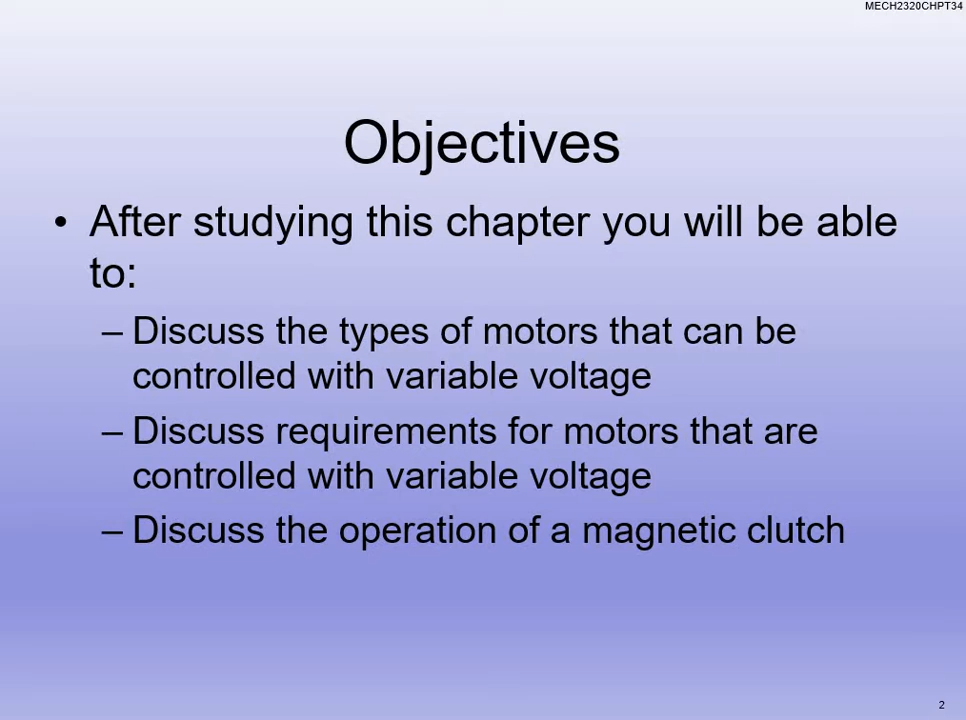 MECH2320CHPT34
Objectives
• After studying this chapter you will be able
to:
– Discuss the types of motors that can be
controlled with variable voltage
– Discuss requirements for motors that are
controlled with variable voltage
– Discuss the operation of a magnetic clutch
2